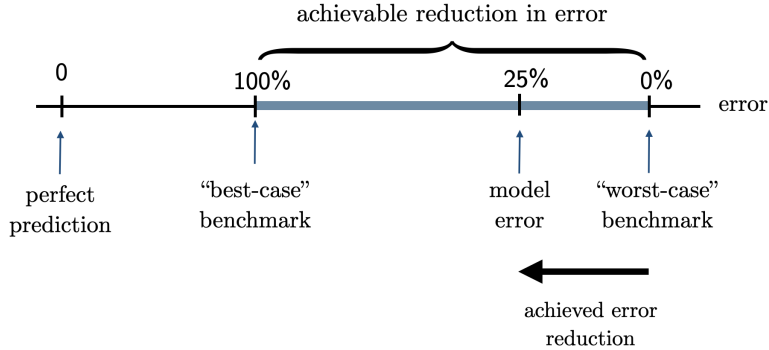 achievable reduction in error
0
100%
25%
0%
error
perfect
prediction
“best-case”
benchmark
model
error
“worst-case”
benchmark
achieved error
reduction